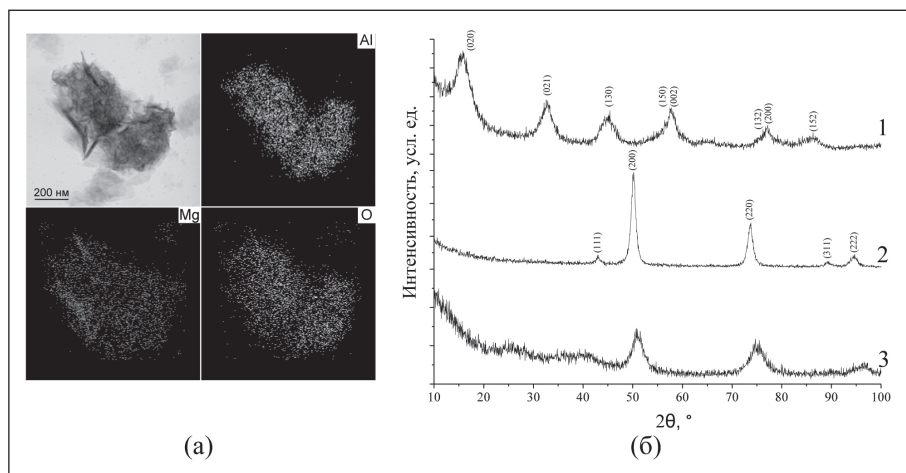 Al
200 нм
Mg
O
(а)
Интенсивность, усл. ед.
(020)
(021)
(130)
(150)
(002)
(132)
(200)
(152)
1
(111)
(200)
(220)
(311)
(222)
2
3
10 20 30 40 50 60 70 80 90 100
2θ, °
(б)